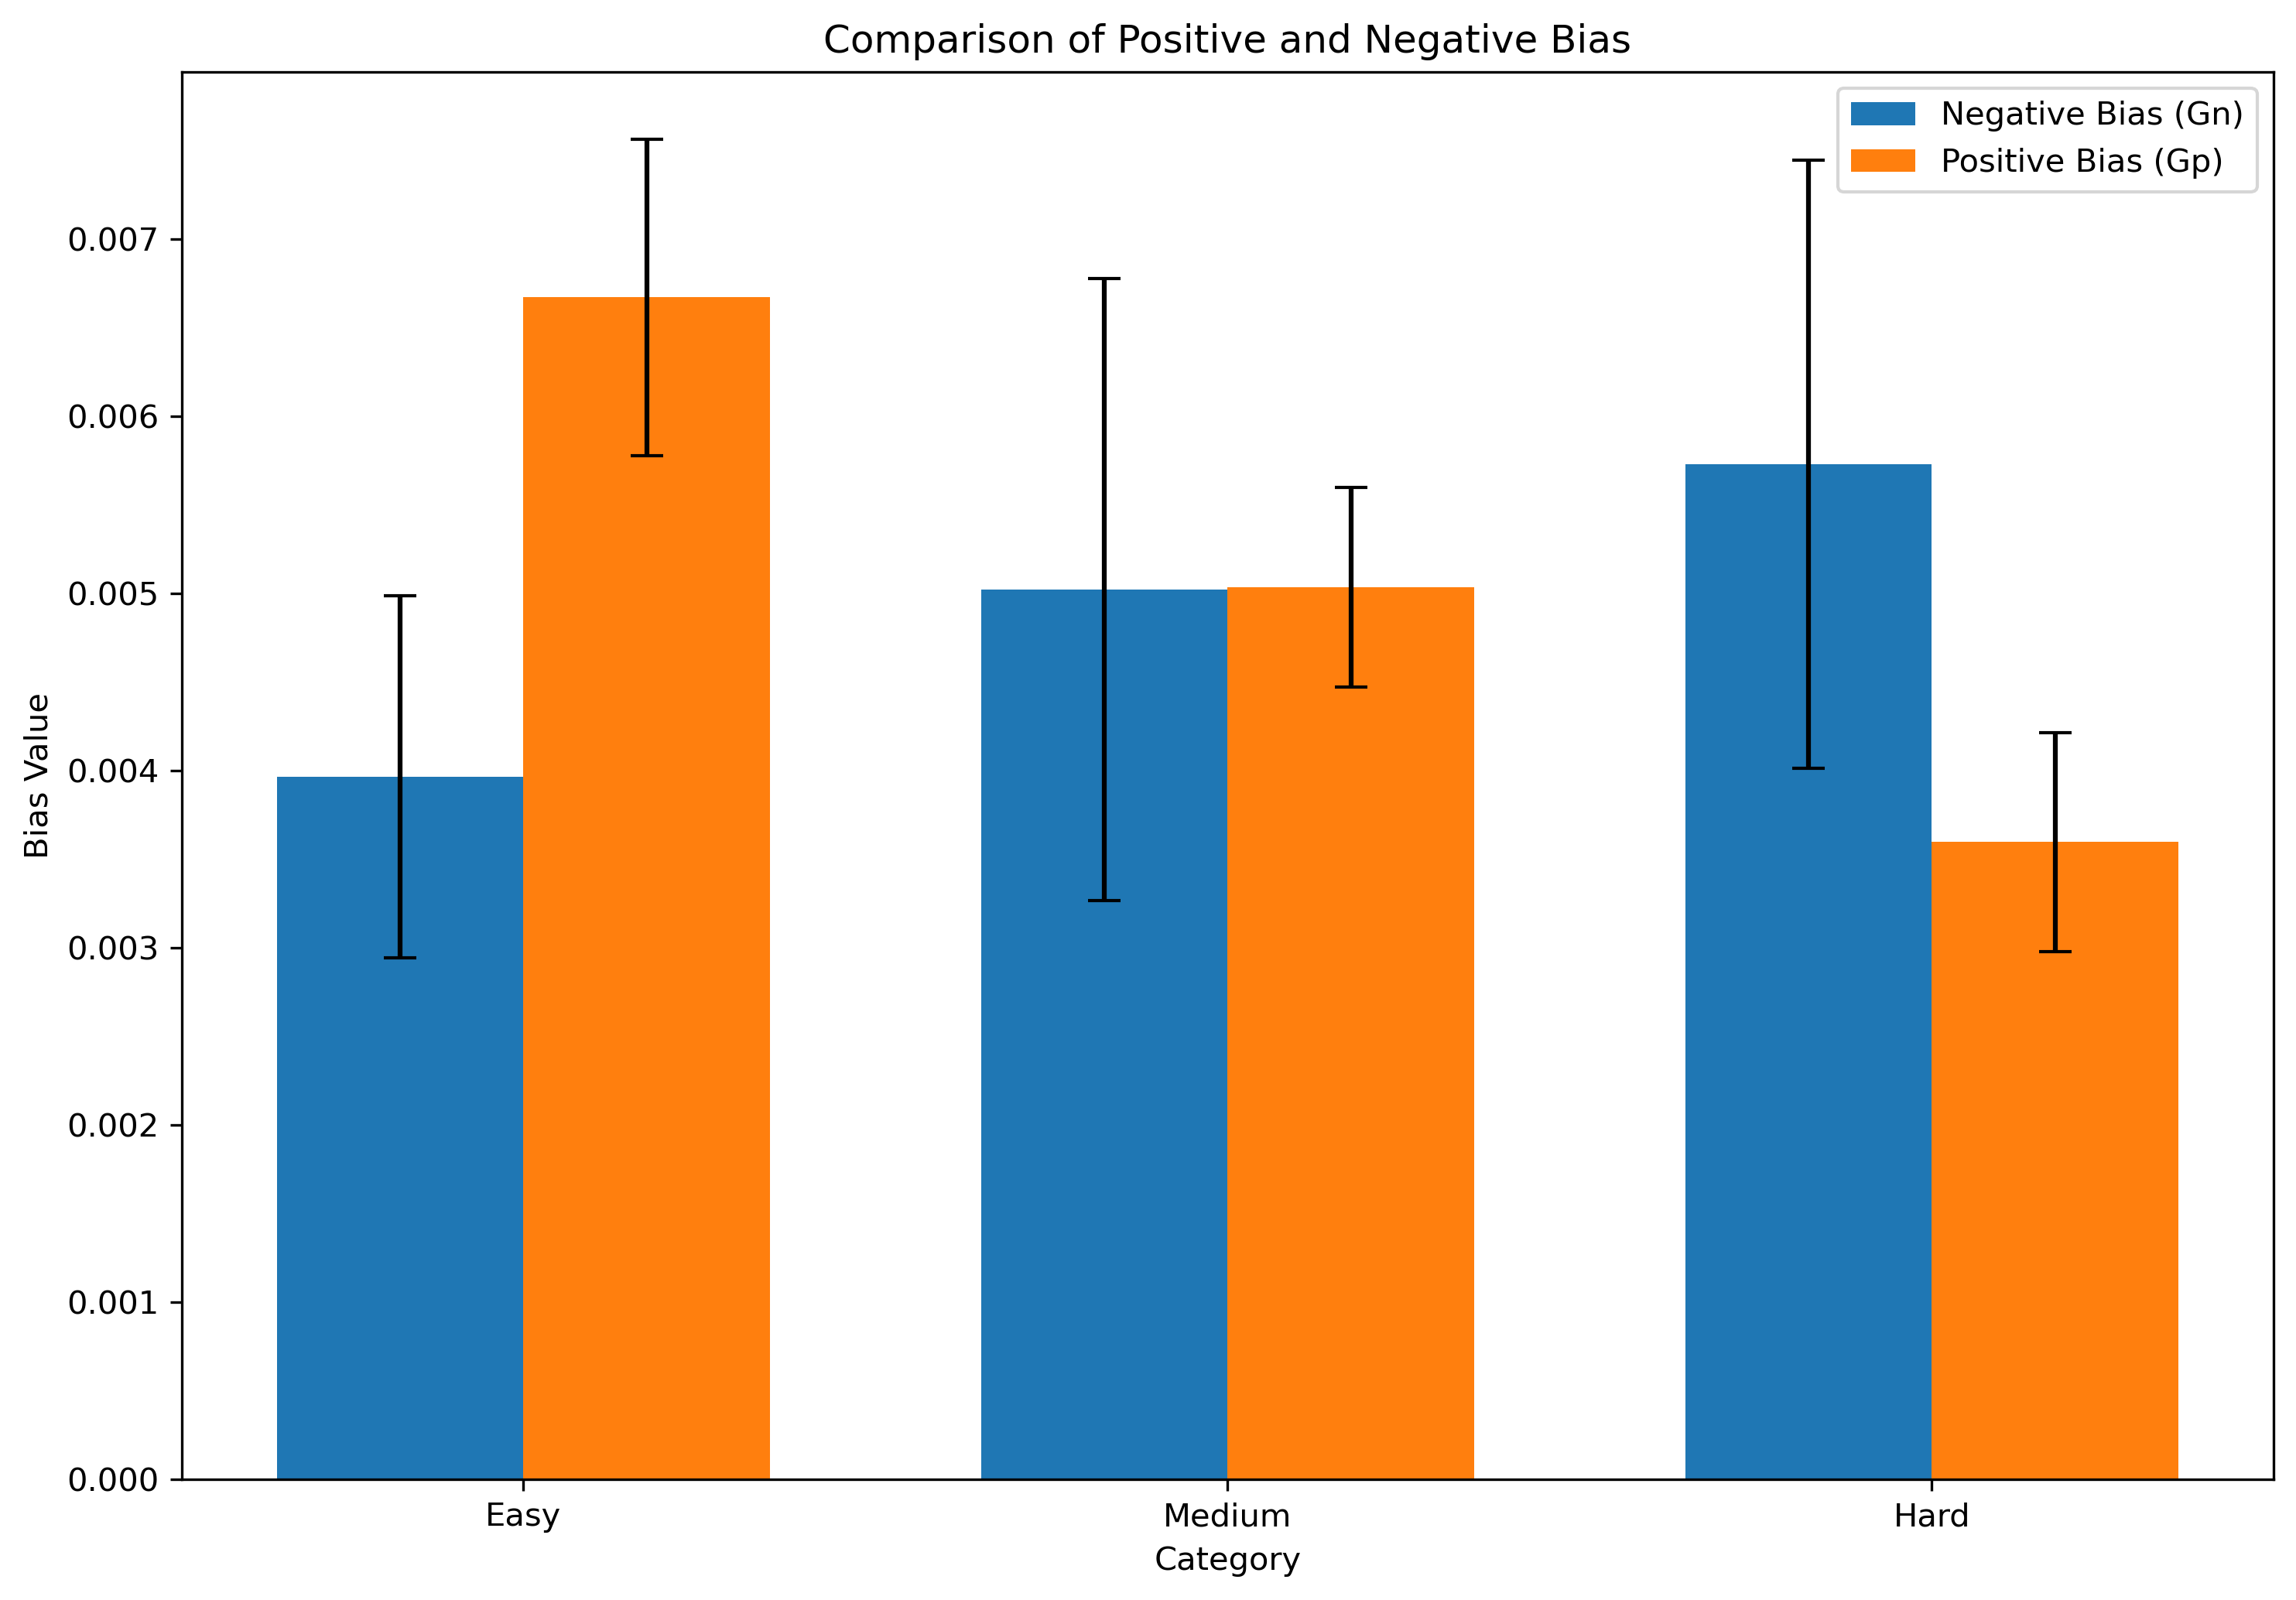 Comparison of Positive and Negative Bias
Negative Bias (Gn)
Positive Bias (Gp)
Bias Value
0.007
0.006
0.005
0.004
0.003
0.002
0.001
0.000
Easy Medium Hard
Category